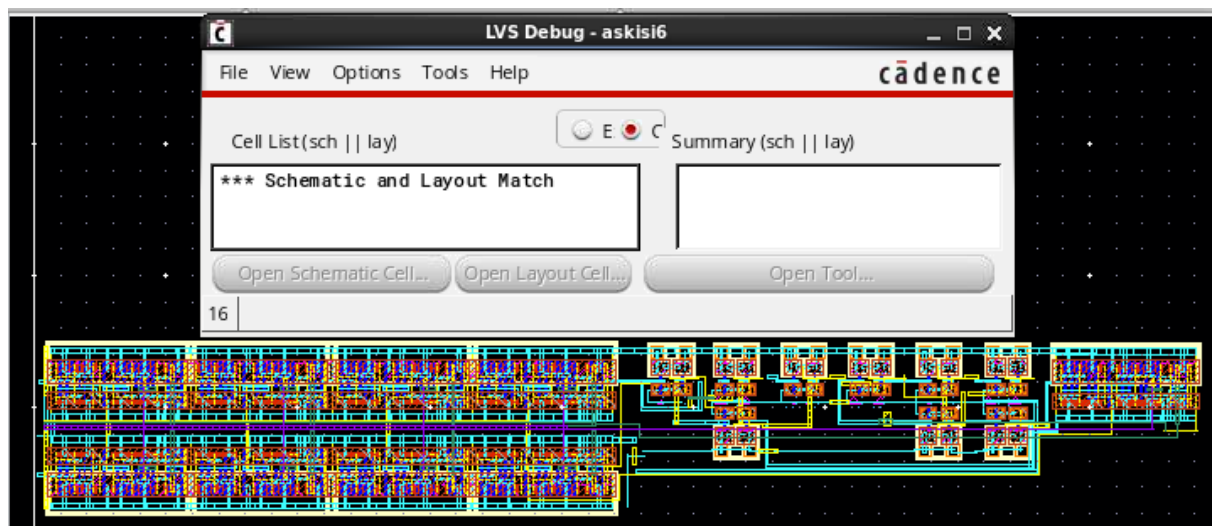 LVS Debug - askisi6
File View Options Tools Help
cādence
E C
Cell List(sch || lay)
Summary (sch || lay)
*** Schematic and Layout Match
Open Schematic Cell...
Open Layout Cell...
Open Tool...
16